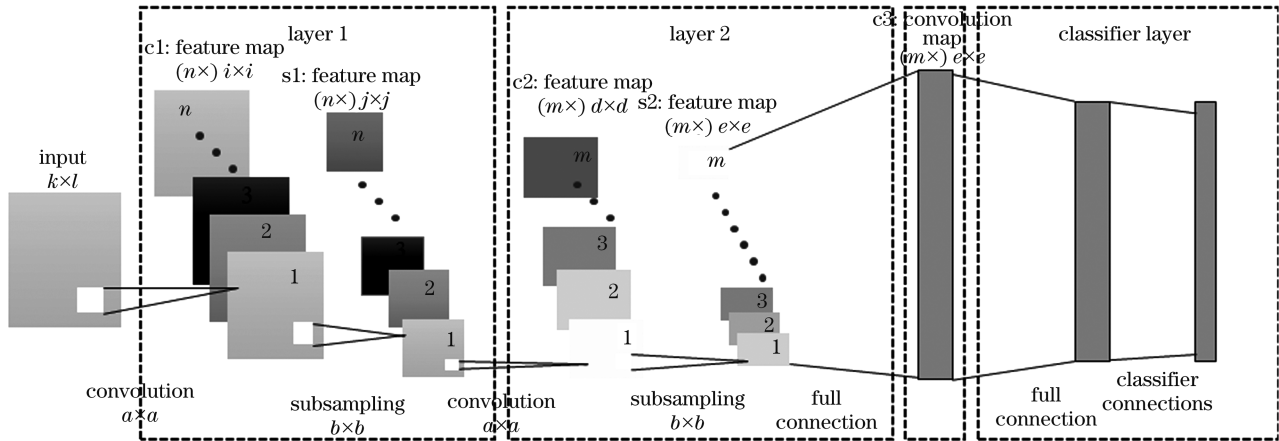 input
k×l
convolution
a×a
layer 1
c1: feature map
(n×) i×i
n
3
2
1
s1: feature map
(n×) j×j
n
3
2
1
subsampling
b×b
convolution
a×a
layer 2
c2: feature map
(m×) d×d
m
3
2
1
s2: feature map
(m×) e×e
m
3
2
1
subsampling
b×b
full
connection
c3: convolution
map
(m×) e×e
classifier layer
full
connection
classifier
connections